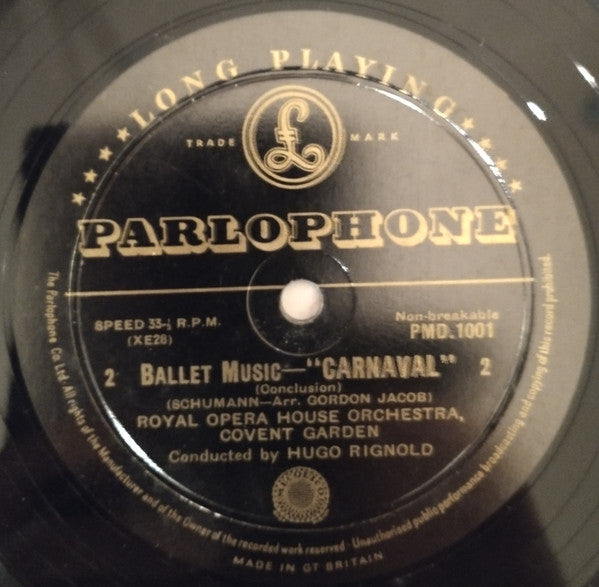 ★★★★★LONG PLAYING★★★★★
TRADE MARK
£
PARLOPHONE
SPEED 33⅓ R.P.M.
Non-breakable
(XE28)
PMD.1001
2 BALLET MUSIC—"CARNAVAL" 2
(Conclusion)
(SCHUMANN—Arr. GORDON JACOB)
ROYAL OPERA HOUSE ORCHESTRA,
COVENT GARDEN
Conducted by HUGO RIGNOLD
The Parlophone Co. Ltd. All rights of the Manufacturer and of the Owner of the recorded work reserved. Unauthorised public performance broadcasting and copying of this record prohibited.
MADE IN GT BRITAIN